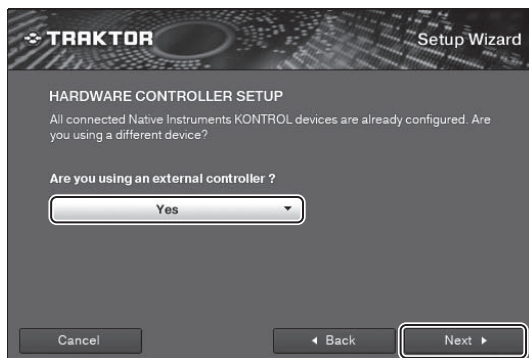 TRAKTOR
Setup Wizard
HARDWARE CONTROLLER SETUP
All connected Native Instruments KONTROL devices are already configured. Are
you using a different device?
Are you using an external controller ?
Yes
Cancel
Back
Next